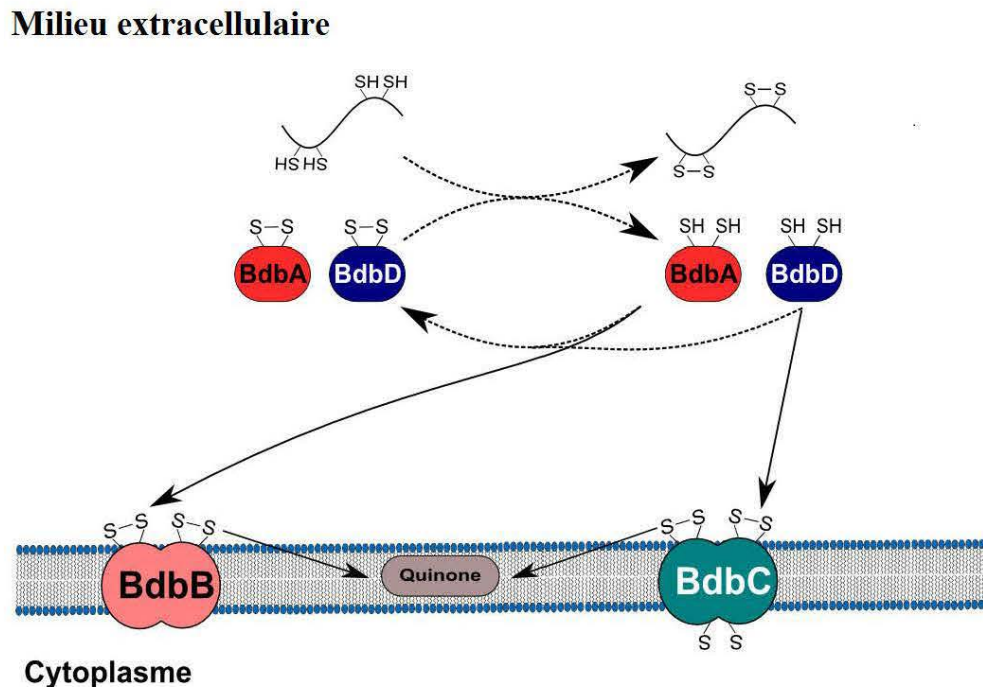 Milieu extracellulaire
SH SH
HS HS
S–S
S–S
S–S
S–S
BdbA
BdbD
SH SH
SH SH
BdbA
BdbD
S–S
S–S
S–S
S–S
BdbB
Quinone
BdbC
S S
Cytoplasme